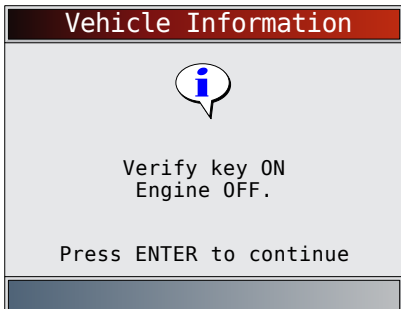 Vehicle Information
i
Verify key ON
Engine OFF.
Press ENTER to continue